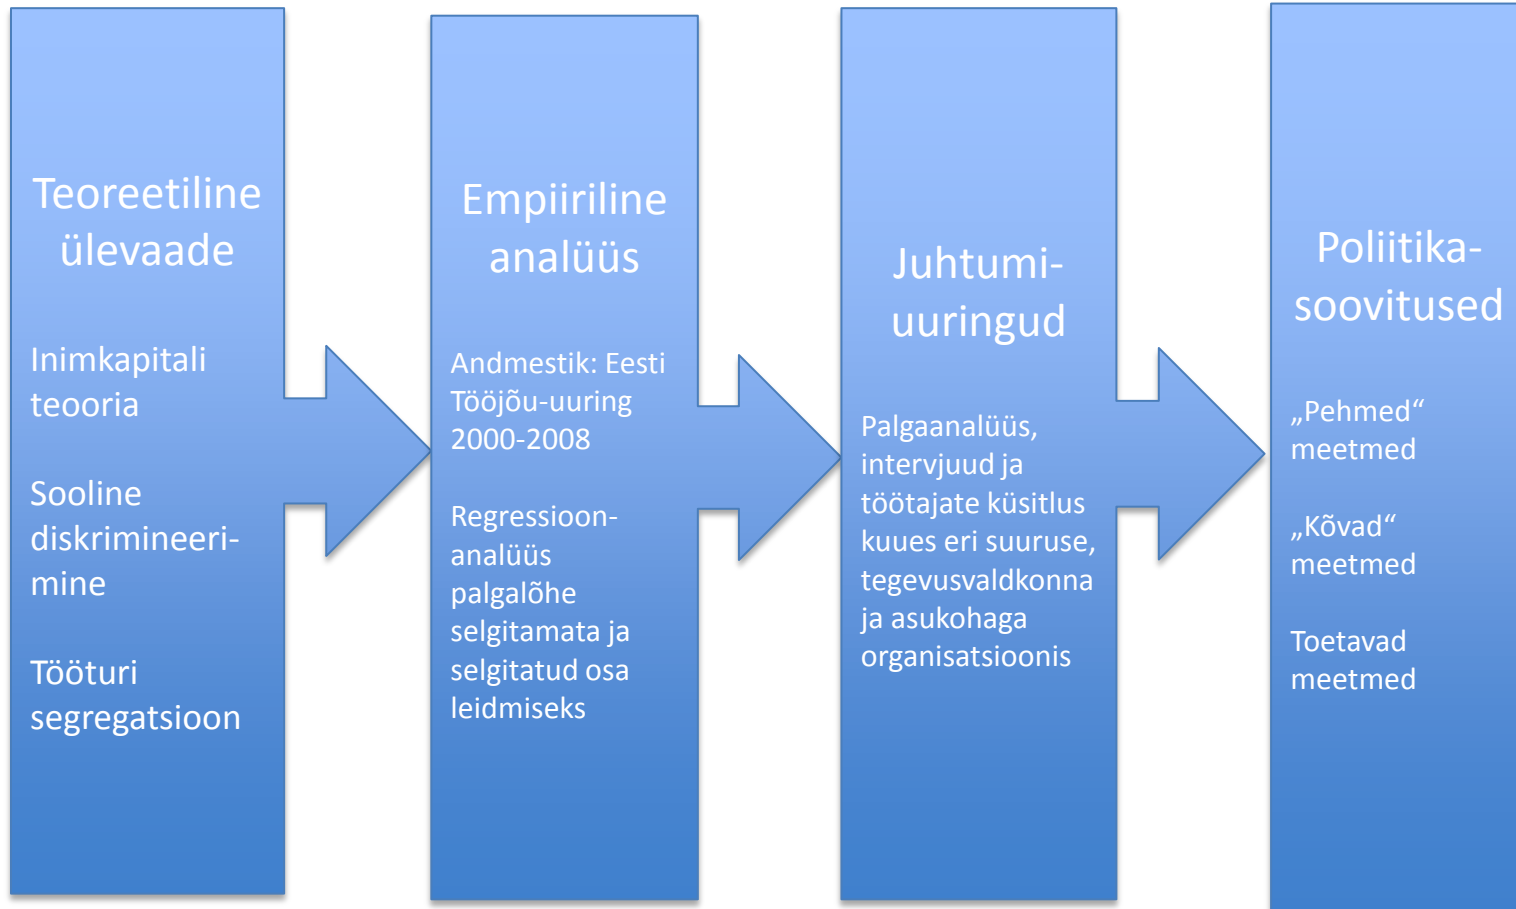 Teoreetiline
ülevaade
Inimkapitali
teooria
Sooline
diskrimineeri-
mine
Tööturi
segregatsioon
Empiiriline
analüüs
Andmestik: Eesti
Tööjõu-uuring
2000-2008
Regressioon-
analüüs
palgalõhe
selgitamata ja
selgitatud osa
leidmiseks
Juhtumi-
uuringud
Palgaanalüüs,
intervjuud ja
töötajate küsitlus
kuues eri suuruse,
tegevusvaldkonna
ja asukohaga
organisatsioonis
Poliitika-
soovitused
„Pehmed“
meetmed
„Kõvad“
meetmed
Toetavad
meetmed